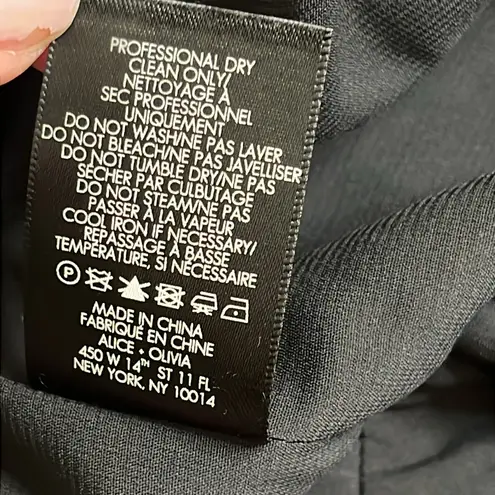 PROFESSIONAL DRY
CLEAN ONLY/
NETTOYAGE À
SEC PROFESSIONNEL
UNIQUEMENT
DO NOT WASH/NE PAS LAVER
DO NOT BLEACH/NE PAS JAVELLISER
DO NOT TUMBLE DRY/NE PAS
SÉCHER PAR CULBUTAGE
DO NOT STEAM/NE PAS
PASSER À LA VAPEUR
COOL IRON IF NECESSARY/
REPASSAGE À BASSE
TEMPÉRATURE, SI NÉCESSAIRE
P
MADE IN CHINA
FABRIQUÉ EN CHINE
ALICE + OLIVIA
450 W 14TH ST 11 FL
NEW YORK, NY 10014